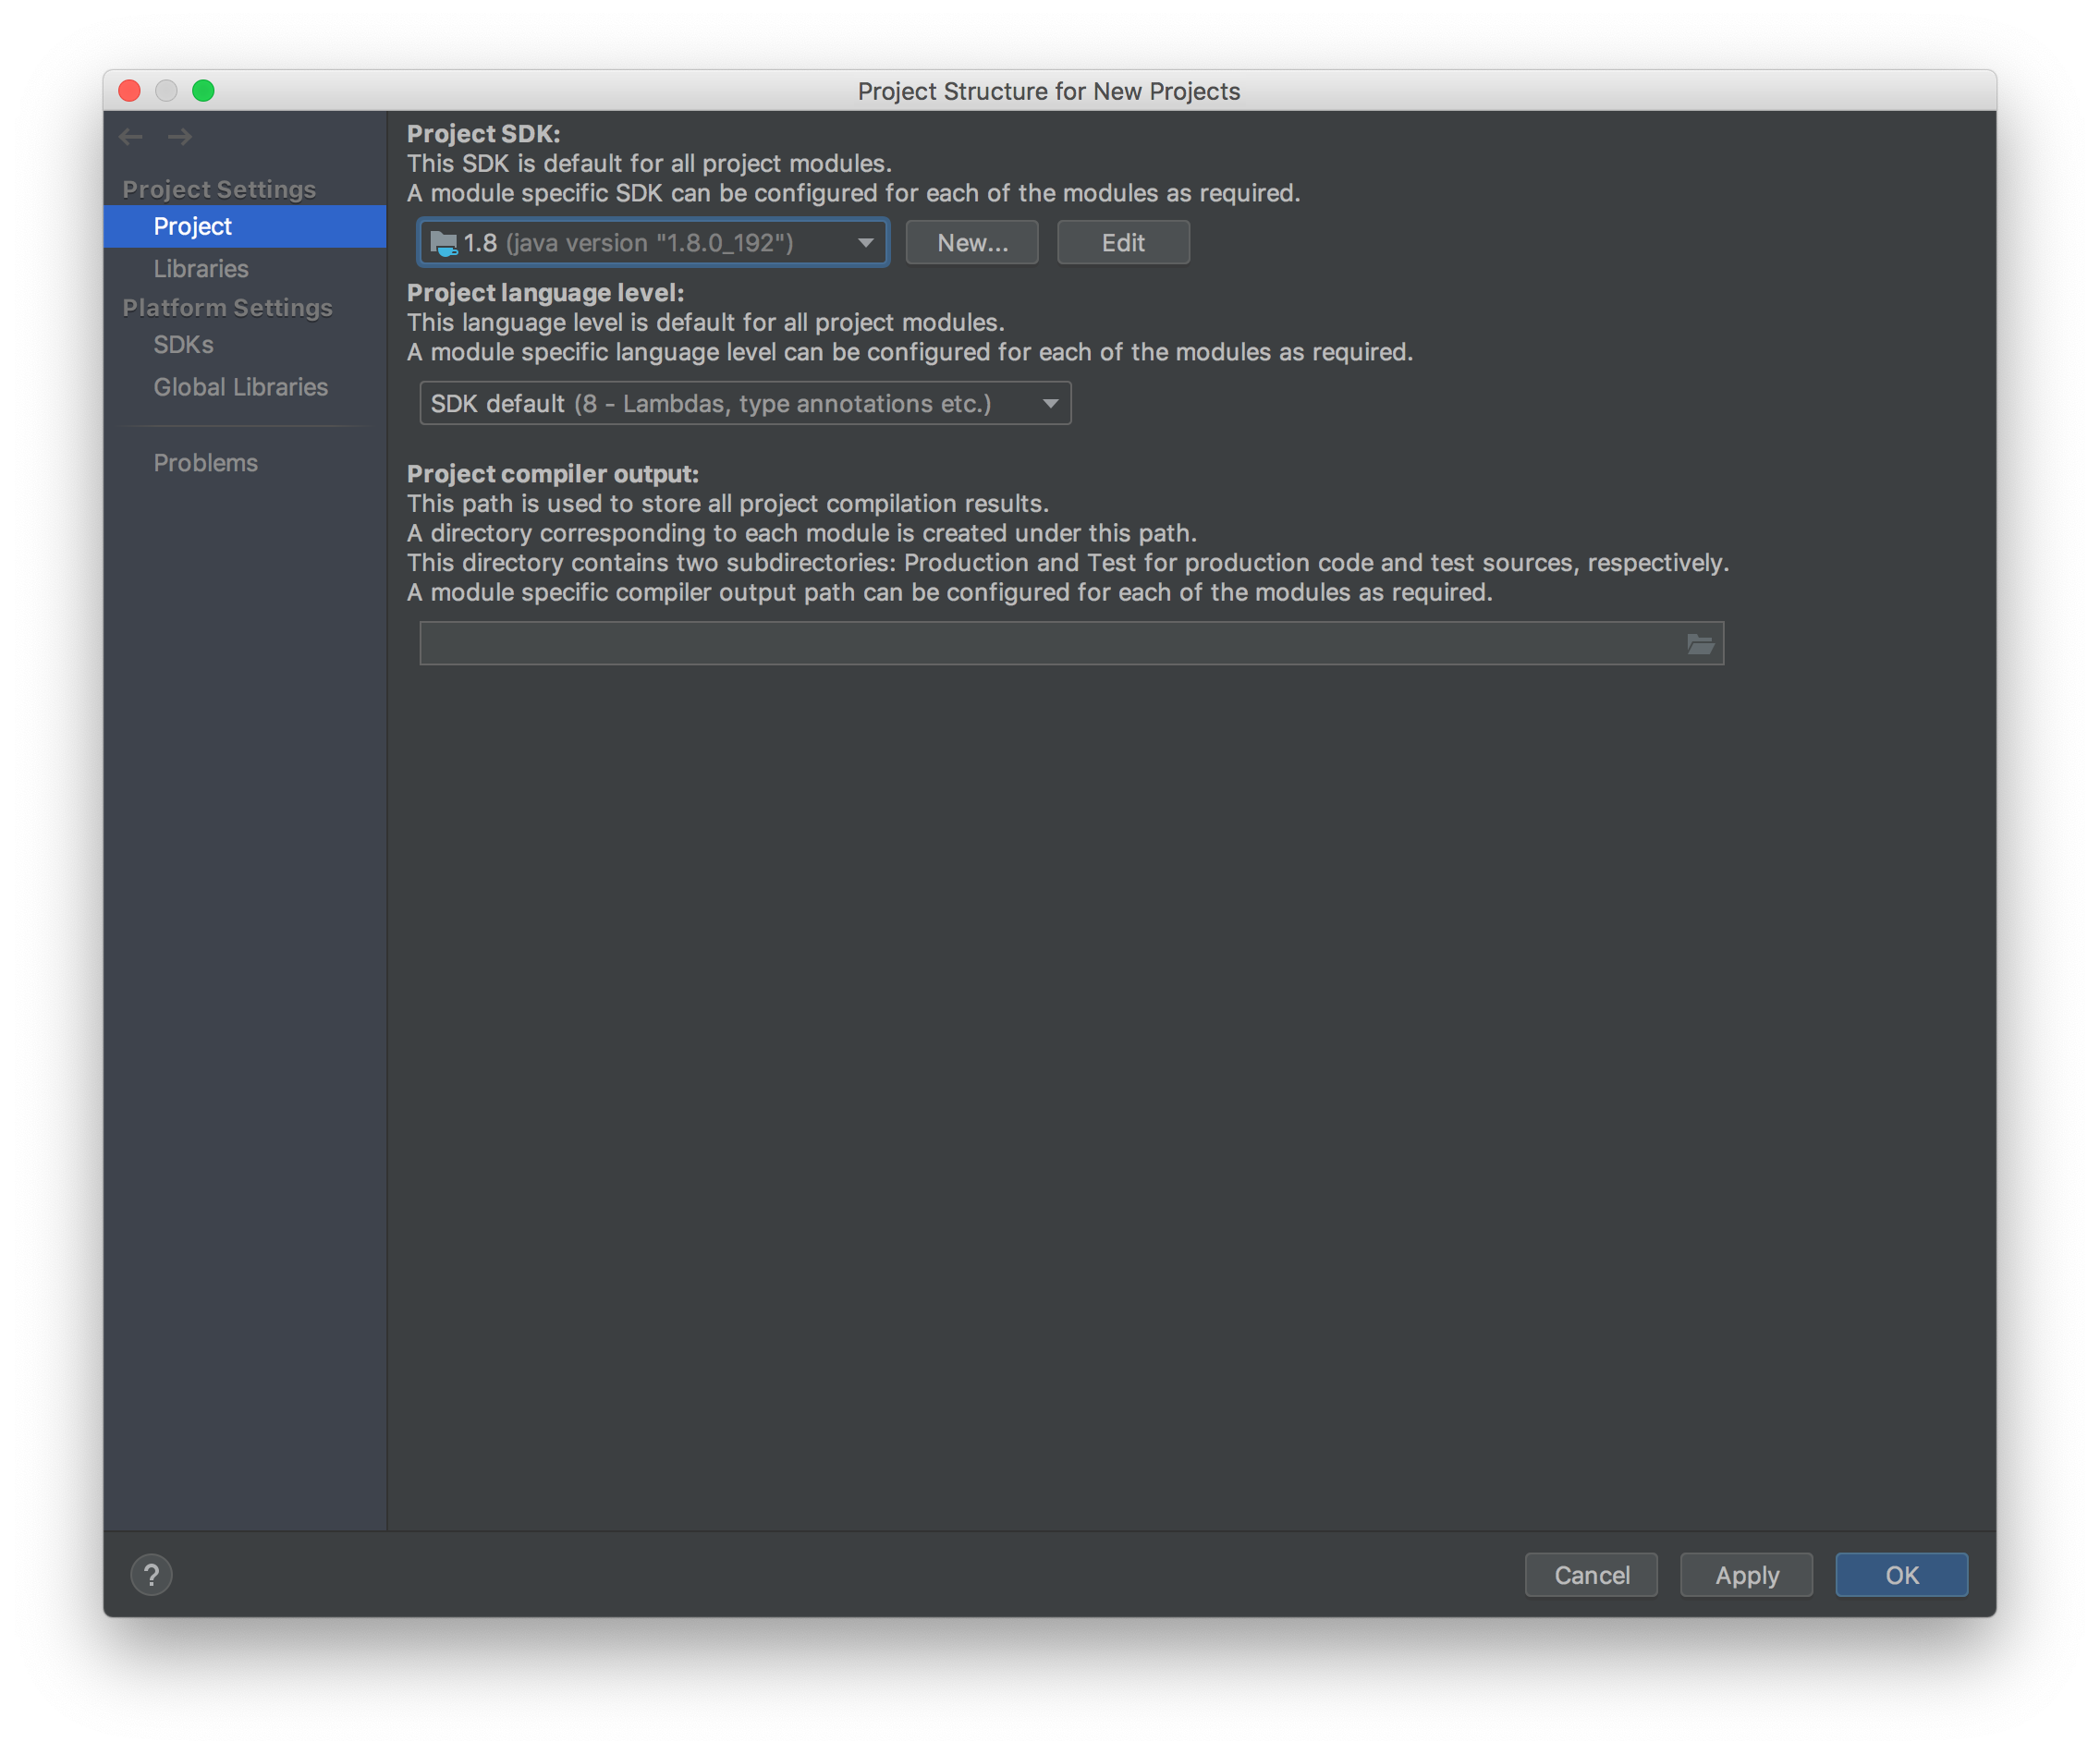 Project Structure for New Projects
Project Settings
Project
Libraries
Platform Settings
SDKs
Global Libraries
Problems
Project SDK:
This SDK is default for all project modules.
A module specific SDK can be configured for each of the modules as required.
1.8 (java version "1.8.0_192")
New...
Edit
Project language level:
This language level is default for all project modules.
A module specific language level can be configured for each of the modules as required.
SDK default (8 - Lambdas, type annotations etc.)
Project compiler output:
This path is used to store all project compilation results.
A directory corresponding to each module is created under this path.
This directory contains two subdirectories: Production and Test for production code and test sources, respectively.
A module specific compiler output path can be configured for each of the modules as required.
?
Cancel
Apply
OK